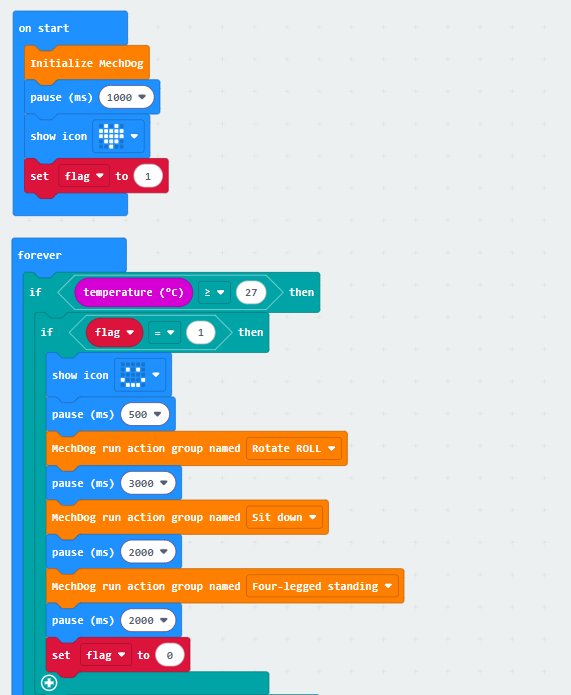 on start
Initialize MechDog
pause (ms) 1000
show icon
set flag to 1
forever
if temperature (°C) ≥ 27 then
if flag = 1 then
show icon
pause (ms) 500
MechDog run action group named Rotate ROLL
pause (ms) 3000
MechDog run action group named Sit down
pause (ms) 2000
MechDog run action group named Four-legged standing
pause (ms) 2000
set flag to 0